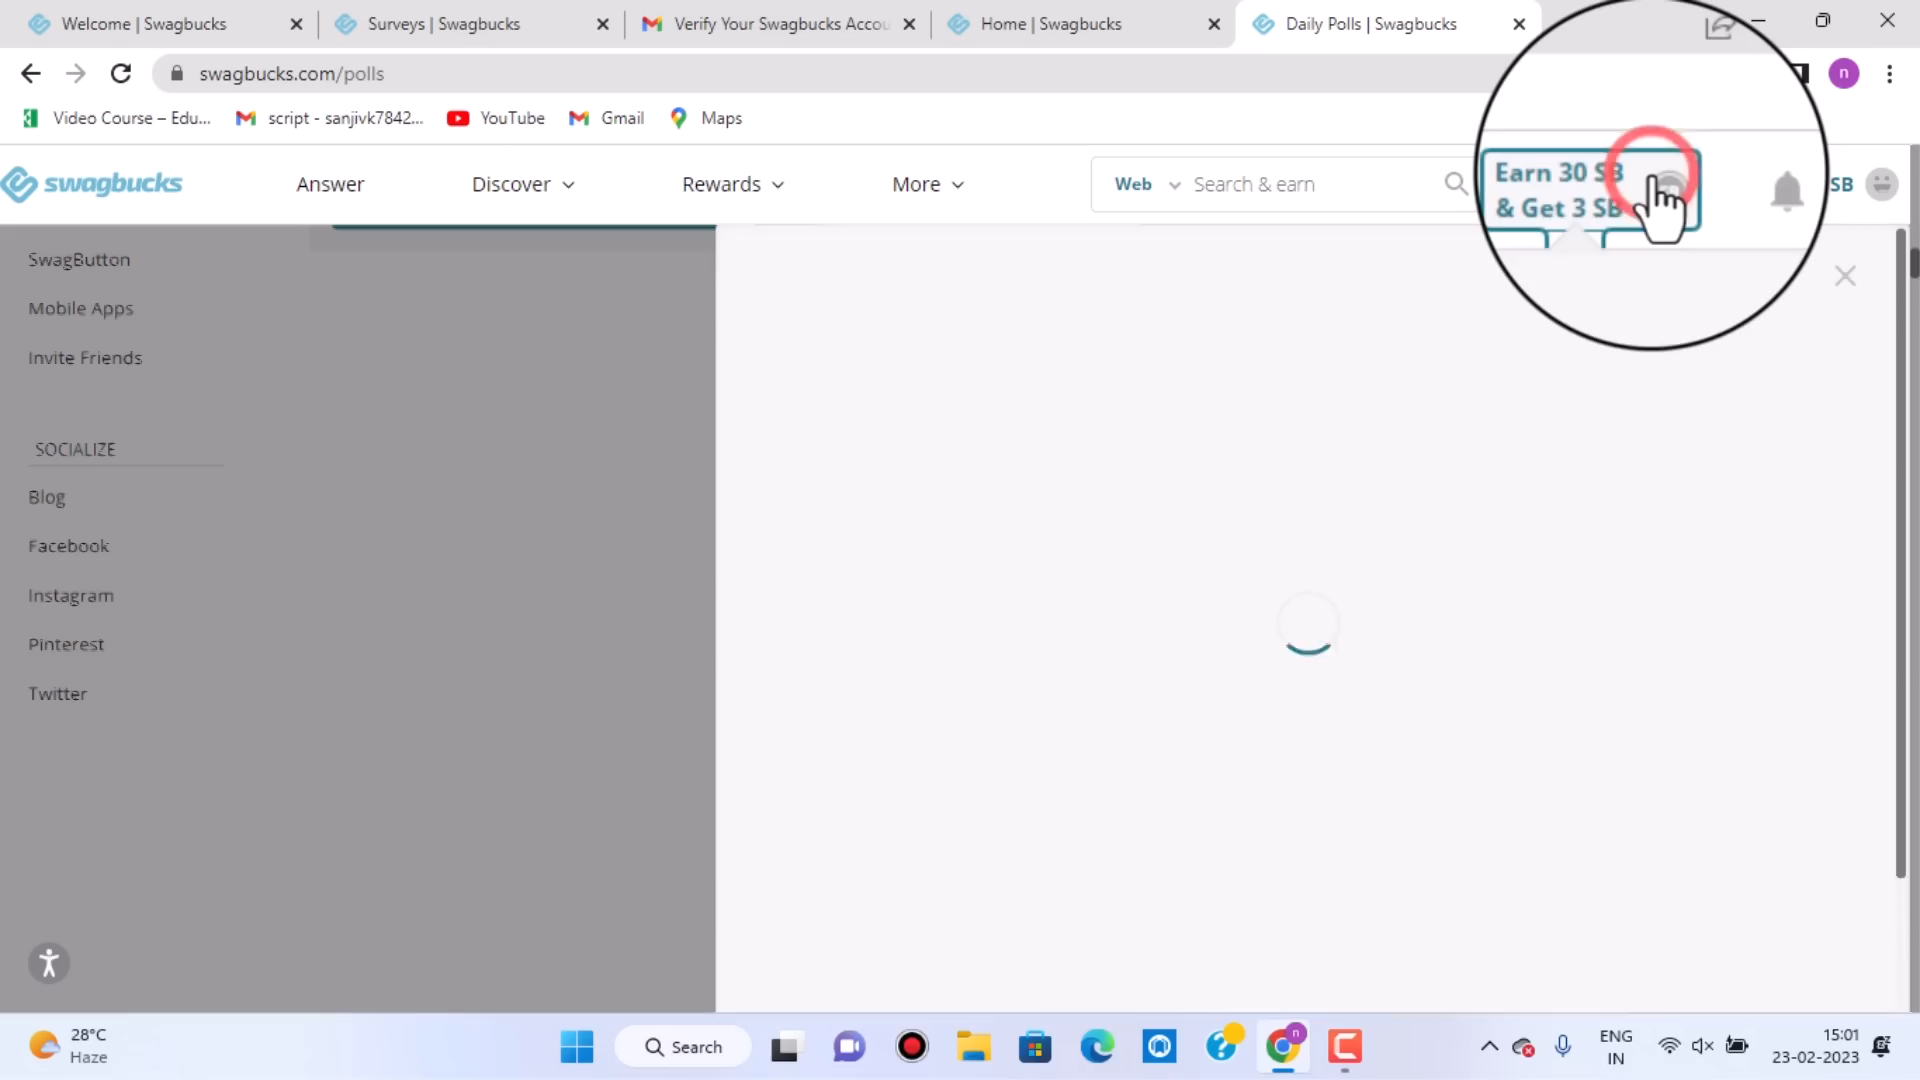 Welcome | Swagbucks
Surveys | Swagbucks
Verify Your Swagbucks Accou
Home | Swagbucks
Daily Polls | Swagbucks
swagbucks.com/polls
n
Video Course – Edu...
script - sanjivk7842...
YouTube
Gmail
Maps
swagbucks
Answer
Discover
Rewards
More
Web
Search & earn
Earn 30 SB
& Get 3 SB
SB
SwagButton
Mobile Apps
Invite Friends
SOCIALIZE
Blog
Facebook
Instagram
Pinterest
Twitter
28°C
Haze
Search
n
ENG
IN
15:01
23-02-2023